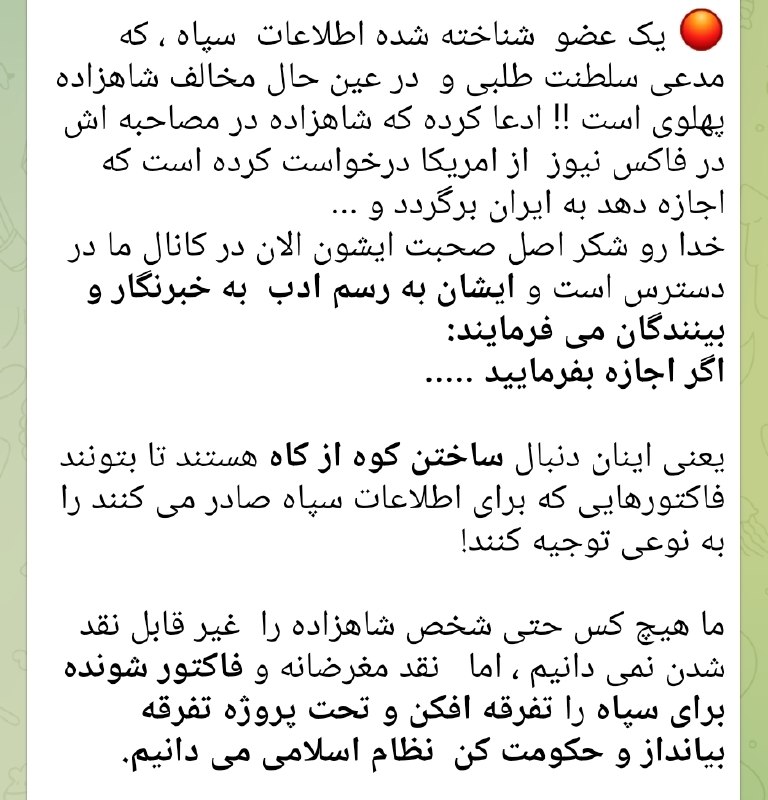 🔴 یک عضو شناخته شده اطلاعات سپاه ، که
مدعی سلطنت طلبی و در عین حال مخالف شاهزاده
پهلوی است !! ادعا کرده که شاهزاده در مصاحبه اش
در فاکس نیوز از امریکا درخواست کرده است که
اجازه دهد به ایران برگردد و ...
خدا رو شکر اصل صحبت ایشون الان در کانال ما در
دسترس است و ایشان به رسم ادب به خبرنگار و
بینندگان می فرمایند:
اگر اجازه بفرمایید .....
یعنی اینان دنبال ساختن کوه از کاه هستند تا بتونند
فاکتورهایی که برای اطلاعات سپاه صادر می کنند را
به نوعی توجیه کنند!
ما هیچ کس حتی شخص شاهزاده را غیر قابل نقد
شدن نمی دانیم ، اما نقد مغرضانه و فاکتور شونده
برای سپاه را تفرقه افکن و تحت پروژه تفرقه
بیانداز و حکومت کن نظام اسلامی می دانیم.